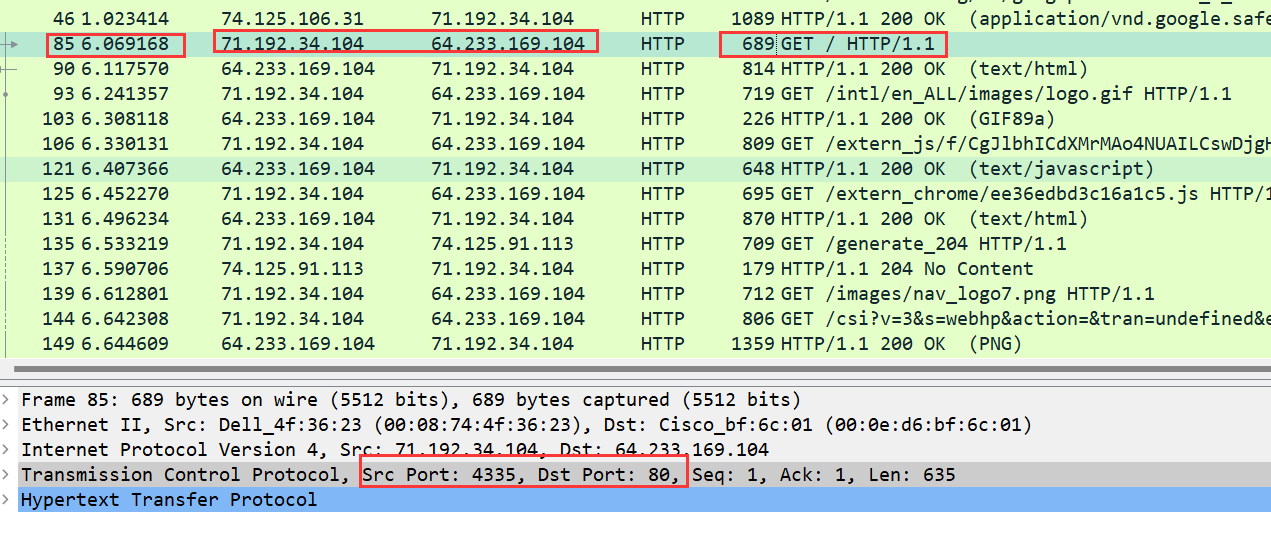 46 1.023414 74.125.106.31 71.192.34.104 HTTP 1089 HTTP/1.1 200 OK (application/vnd.google.safe
85 6.069168 71.192.34.104 64.233.169.104 HTTP 689 GET / HTTP/1.1
90 6.117570 64.233.169.104 71.192.34.104 HTTP 814 HTTP/1.1 200 OK (text/html)
93 6.241357 71.192.34.104 64.233.169.104 HTTP 719 GET /intl/en_ALL/images/logo.gif HTTP/1.1
103 6.308118 64.233.169.104 71.192.34.104 HTTP 226 HTTP/1.1 200 OK (GIF89a)
106 6.330131 71.192.34.104 64.233.169.104 HTTP 809 GET /extern_js/f/CgJlbhICdXMrMAo4NUAILCswDjgH
121 6.407366 64.233.169.104 71.192.34.104 HTTP 648 HTTP/1.1 200 OK (text/javascript)
125 6.452270 71.192.34.104 64.233.169.104 HTTP 695 GET /extern_chrome/ee36edbd3c16a1c5.js HTTP/1
131 6.496234 64.233.169.104 71.192.34.104 HTTP 870 HTTP/1.1 200 OK (text/html)
135 6.533219 71.192.34.104 74.125.91.113 HTTP 709 GET /generate_204 HTTP/1.1
137 6.590706 74.125.91.113 71.192.34.104 HTTP 179 HTTP/1.1 204 No Content
139 6.612801 71.192.34.104 64.233.169.104 HTTP 712 GET /images/nav_logo7.png HTTP/1.1
144 6.642308 71.192.34.104 64.233.169.104 HTTP 806 GET /csi?v=3&s=webhp&action=&tran=undefined&e
149 6.644609 64.233.169.104 71.192.34.104 HTTP 1359 HTTP/1.1 200 OK (PNG)
Frame 85: 689 bytes on wire (5512 bits), 689 bytes captured (5512 bits)
Ethernet II, Src: Dell_4f:36:23 (00:08:74:4f:36:23), Dst: Cisco_bf:6c:01 (00:0e:d6:bf:6c:01)
Internet Protocol Version 4, Src: 71.192.34.104, Dst: 64.233.169.104
Transmission Control Protocol, Src Port: 4335, Dst Port: 80, Seq: 1, Ack: 1, Len: 635
Hypertext Transfer Protocol